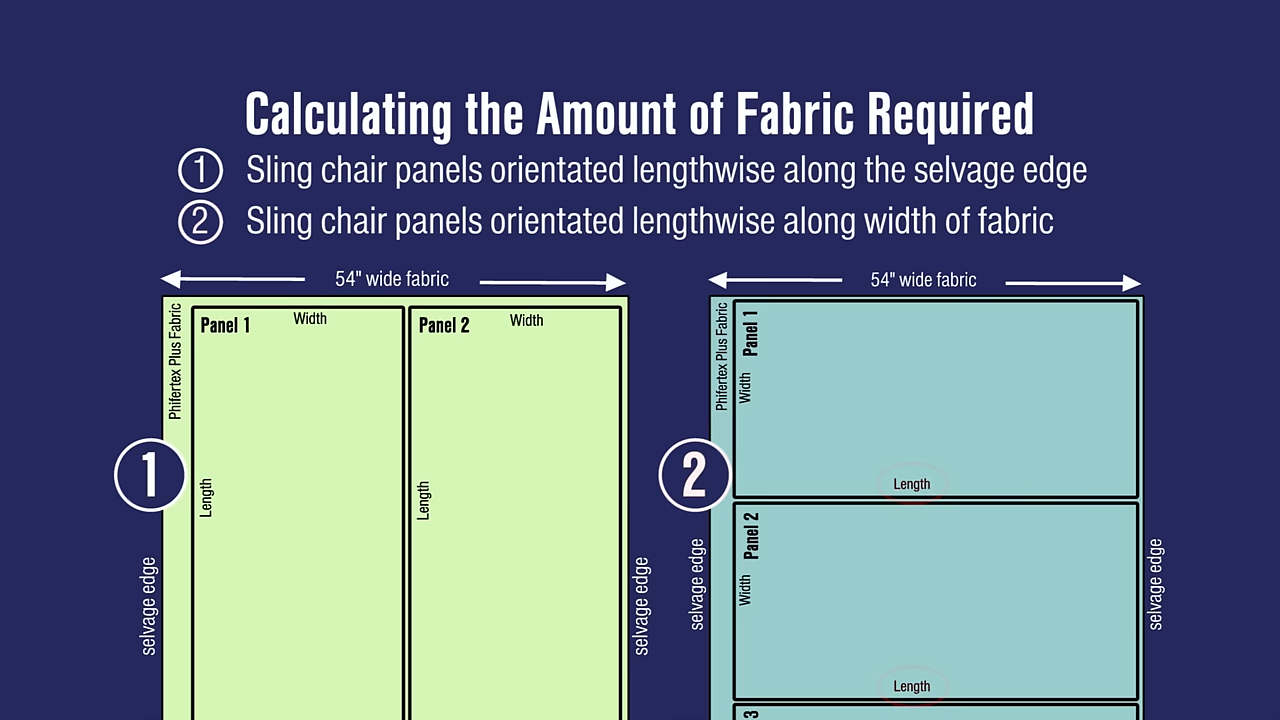 Calculating the Amount of Fabric Required
1 Sling chair panels orientated lengthwise along the selvage edge
2 Sling chair panels orientated lengthwise along width of fabric
54" wide fabric
Phifertex Plus Fabric
Panel 1
Width
Panel 2
Width
1
Length
Length
selvage edge
selvage edge
54" wide fabric
Phifertex Plus Fabric
Panel 1
Width
2
Length
Panel 2
Width
selvage edge
selvage edge
Length
3